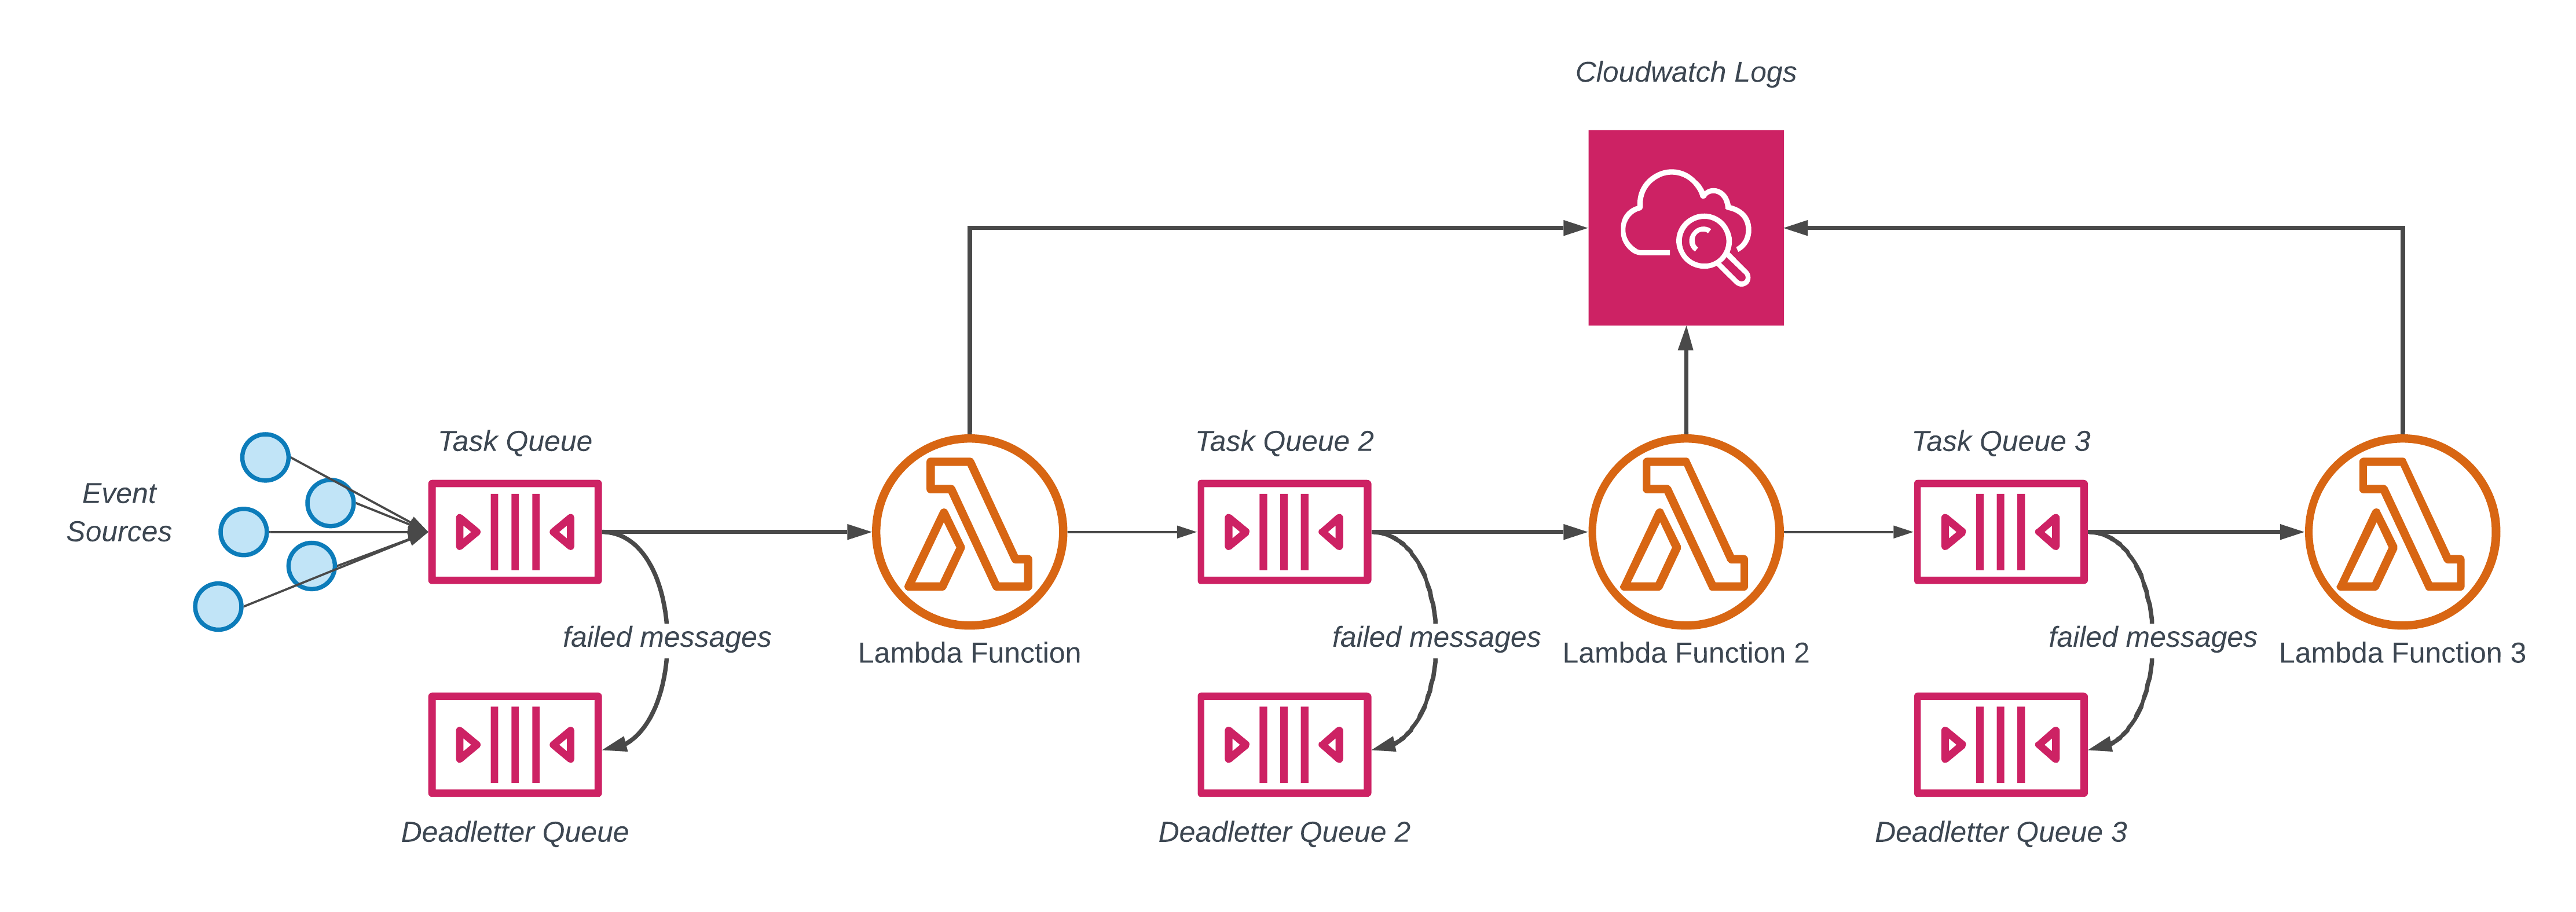 Cloudwatch Logs
Event
Sources
Task Queue
Task Queue 2
Task Queue 3
failed messages
failed messages
failed messages
Lambda Function
Lambda Function 2
Lambda Function 3
Deadletter Queue
Deadletter Queue 2
Deadletter Queue 3